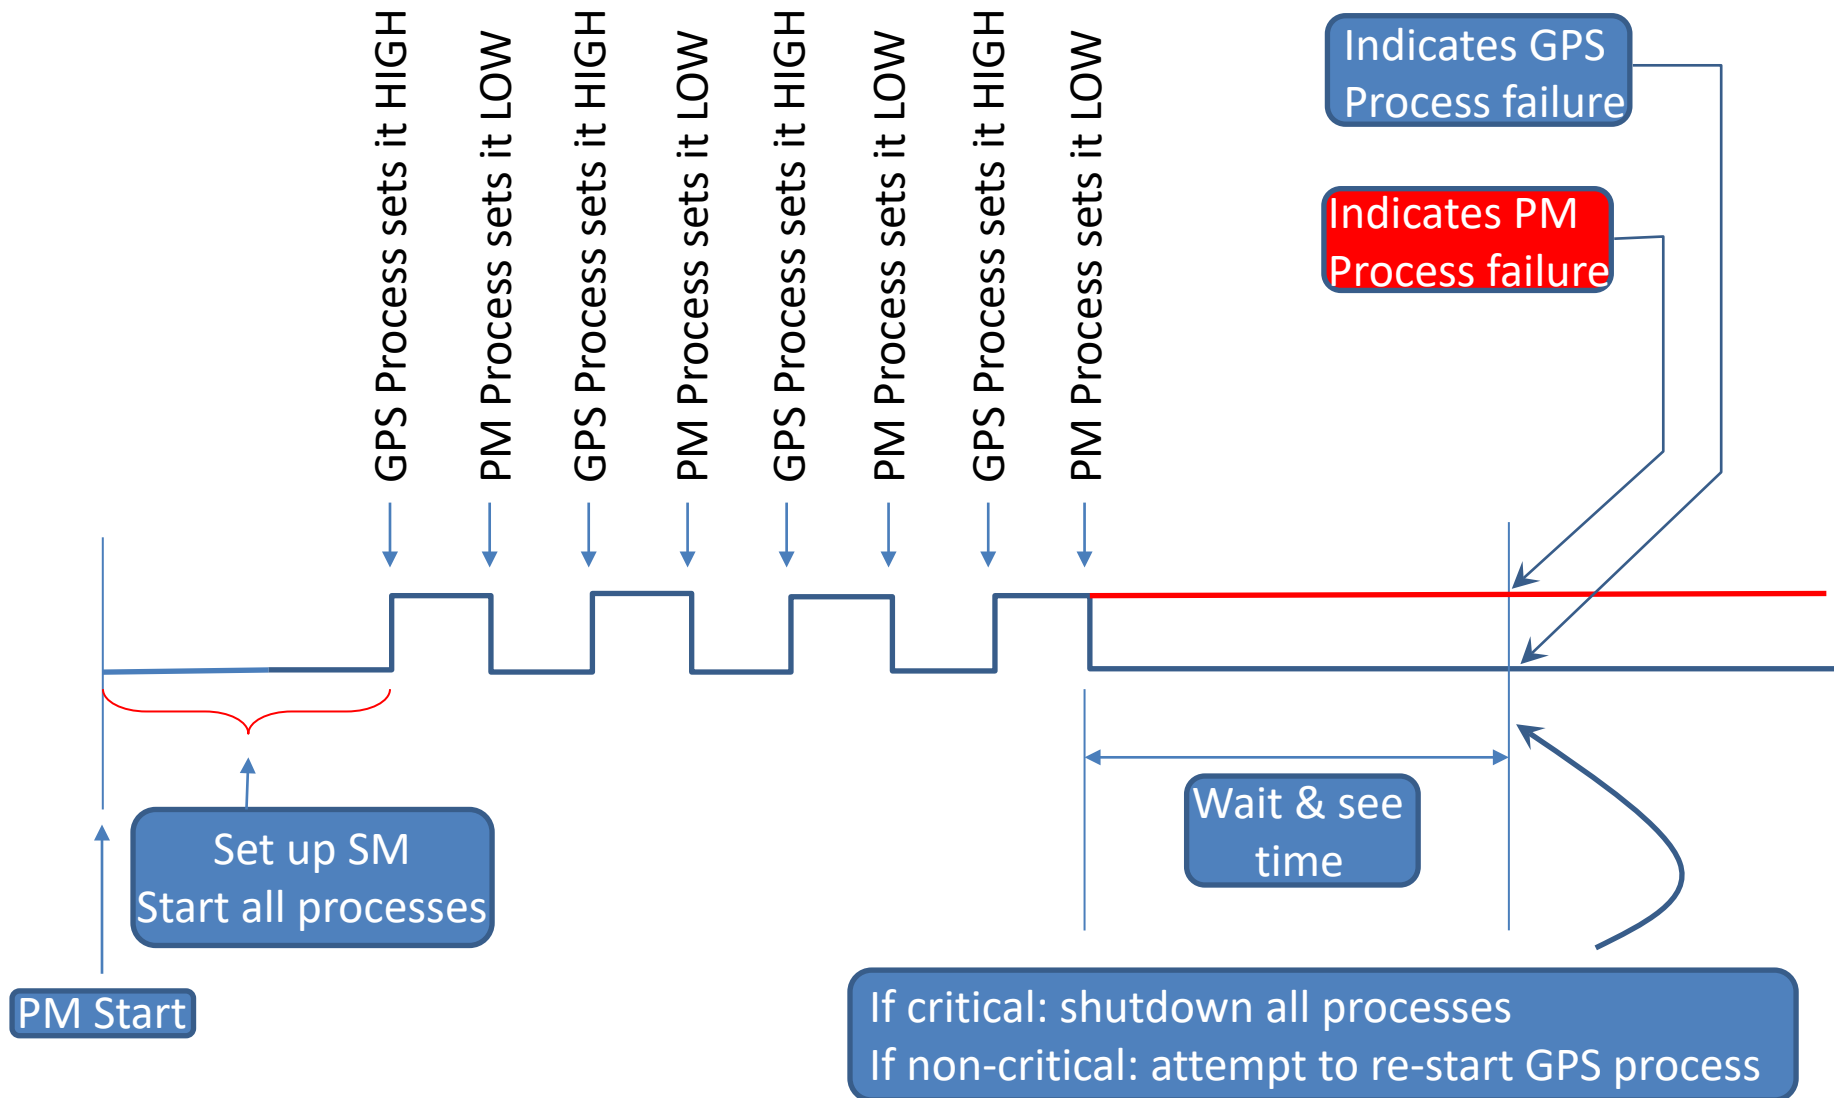 GPS Process sets it HIGH
PM Process sets it LOW
GPS Process sets it HIGH
PM Process sets it LOW
GPS Process sets it HIGH
PM Process sets it LOW
GPS Process sets it HIGH
PM Process sets it LOW
Indicates GPS
Process failure
Indicates PM
Process failure
Wait & see
time
Set up SM
Start all processes
PM Start
If critical: shutdown all processes
If non-critical: attempt to re-start GPS process